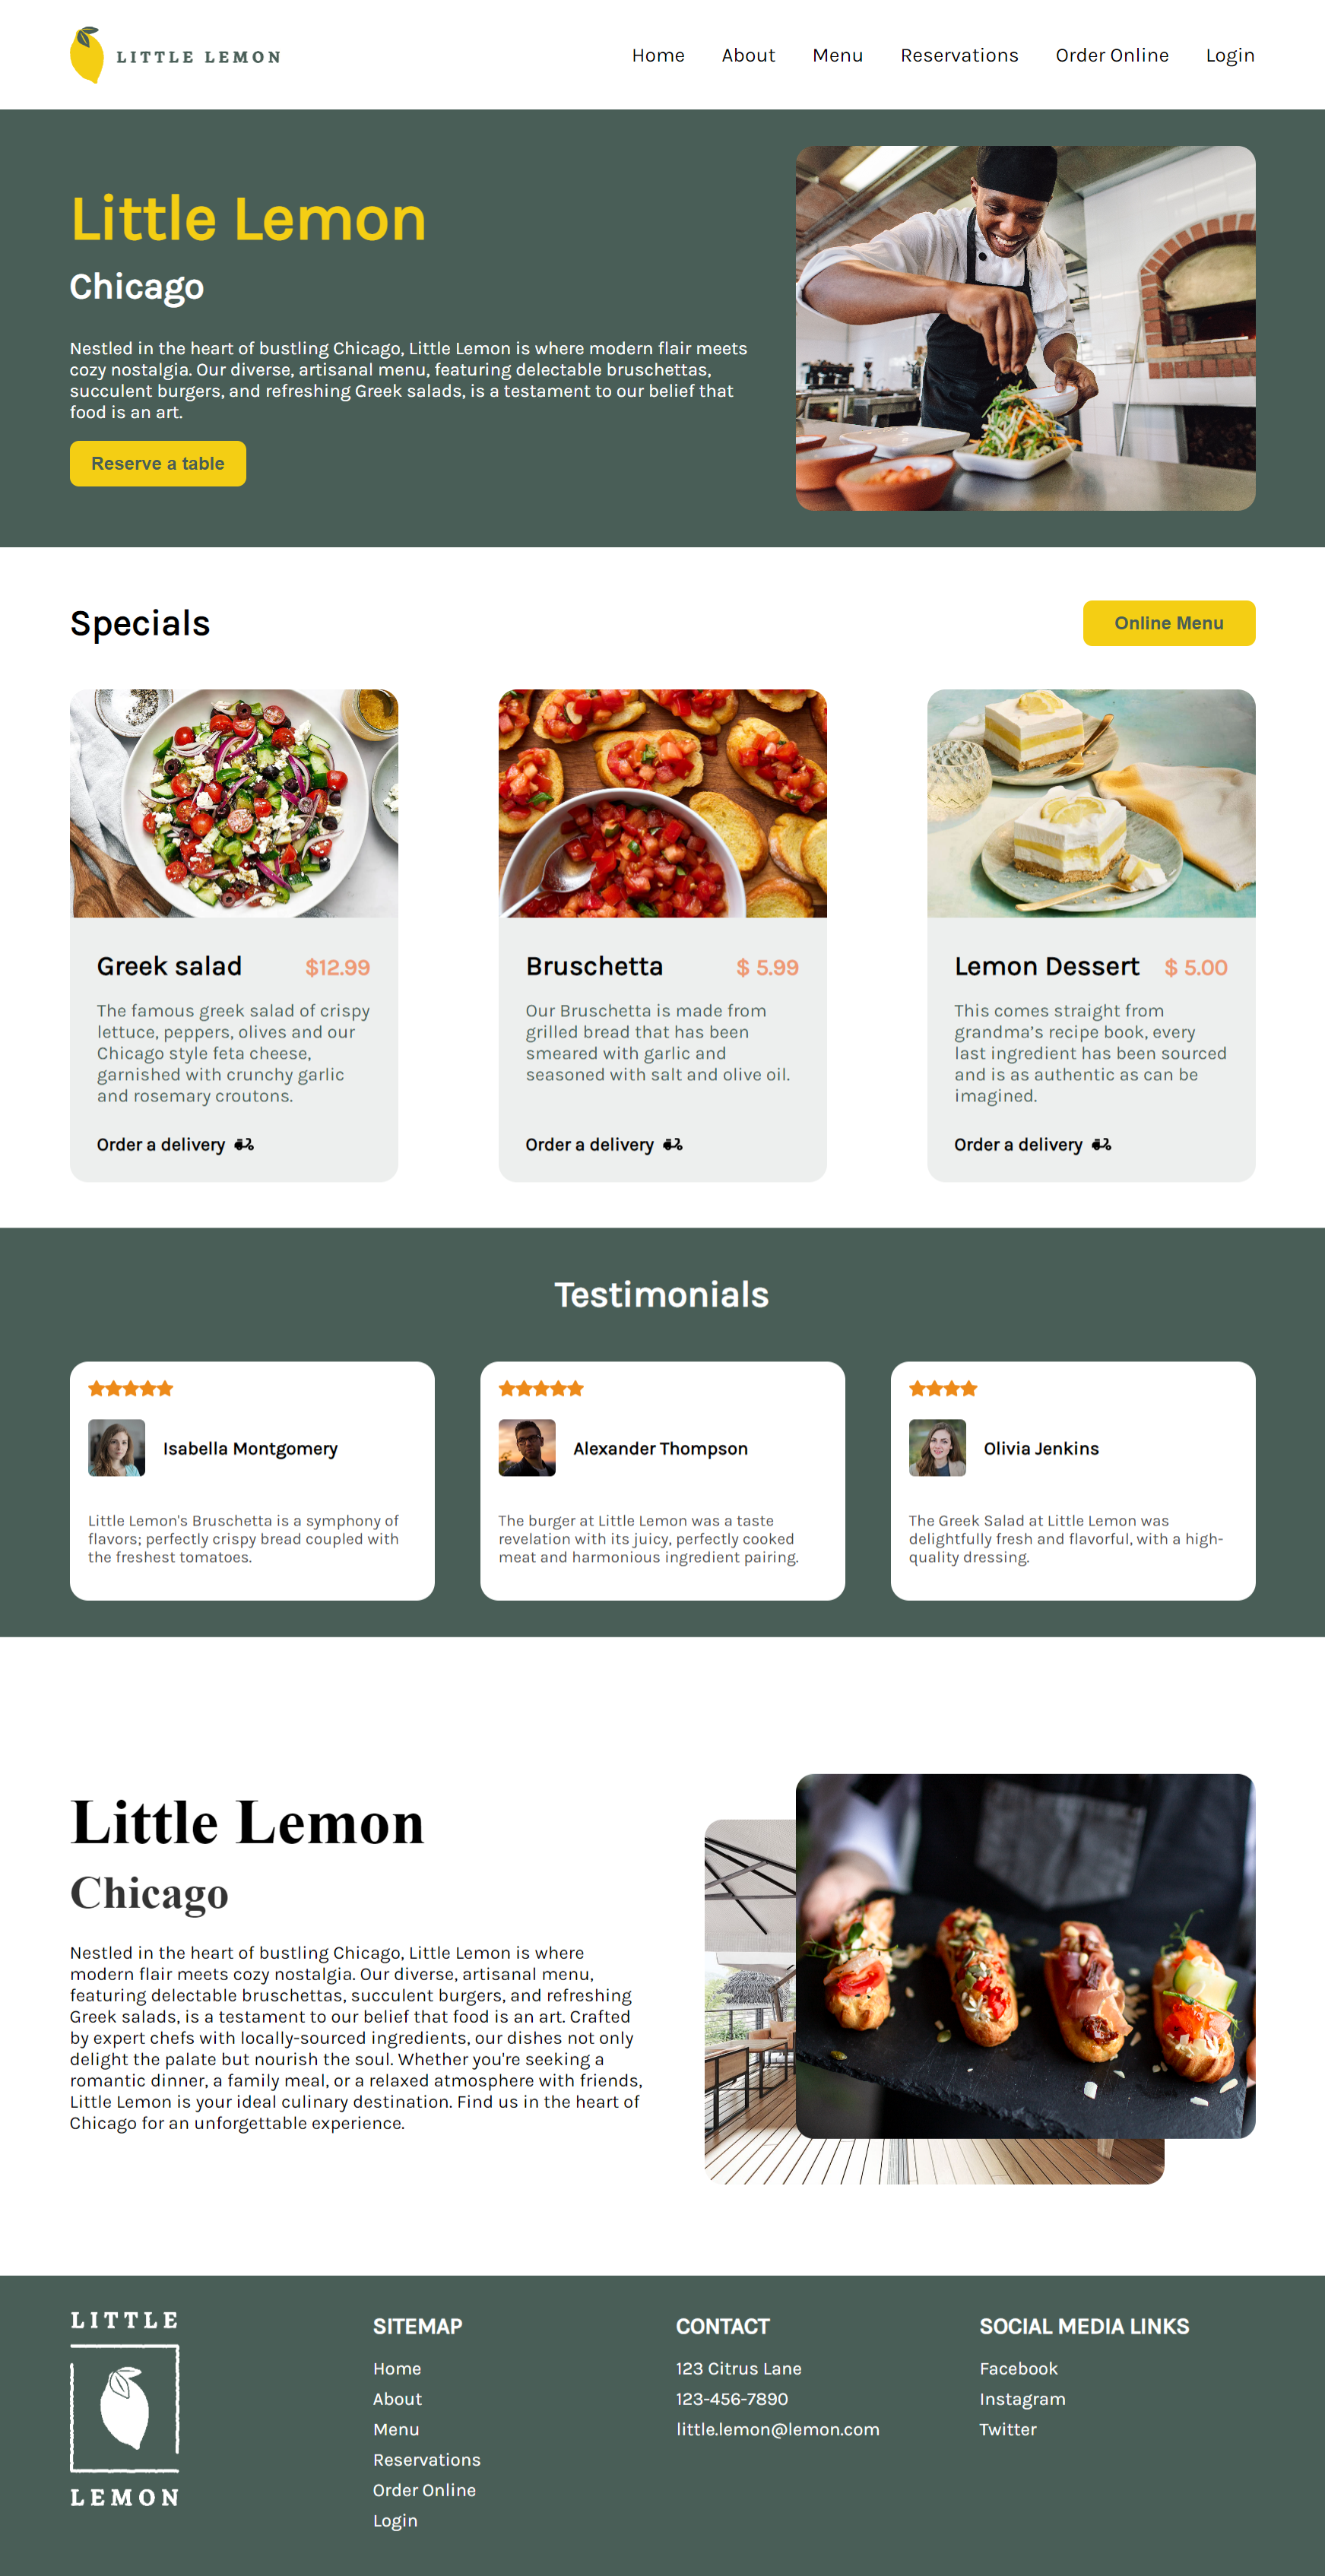 LITTLE LEMON
Home About Menu Reservations Order Online Login
Little Lemon
Chicago
Nestled in the heart of bustling Chicago, Little Lemon is where modern flair meets
cozy nostalgia. Our diverse, artisanal menu, featuring delectable bruschettas,
succulent burgers, and refreshing Greek salads, is a testament to our belief that
food is an art.
Reserve a table
Specials
Online Menu
Greek salad $12.99
The famous greek salad of crispy
lettuce, peppers, olives and our
Chicago style feta cheese,
garnished with crunchy garlic
and rosemary croutons.
Order a delivery
Bruschetta $ 5.99
Our Bruschetta is made from
grilled bread that has been
smeared with garlic and
seasoned with salt and olive oil.
Order a delivery
Lemon Dessert $ 5.00
This comes straight from
grandma’s recipe book, every
last ingredient has been sourced
and is as authentic as can be
imagined.
Order a delivery
Testimonials
Isabella Montgomery
Little Lemon's Bruschetta is a symphony of
flavors; perfectly crispy bread coupled with
the freshest tomatoes.
Alexander Thompson
The burger at Little Lemon was a taste
revelation with its juicy, perfectly cooked
meat and harmonious ingredient pairing.
Olivia Jenkins
The Greek Salad at Little Lemon was
delightfully fresh and flavorful, with a high-
quality dressing.
Little Lemon
Chicago
Nestled in the heart of bustling Chicago, Little Lemon is where
modern flair meets cozy nostalgia. Our diverse, artisanal menu,
featuring delectable bruschettas, succulent burgers, and refreshing
Greek salads, is a testament to our belief that food is an art. Crafted
by expert chefs with locally-sourced ingredients, our dishes not only
delight the palate but nourish the soul. Whether you're seeking a
romantic dinner, a family meal, or a relaxed atmosphere with friends,
Little Lemon is your ideal culinary destination. Find us in the heart of
Chicago for an unforgettable experience.
LITTLE
LEMON
SITEMAP
Home
About
Menu
Reservations
Order Online
Login
CONTACT
123 Citrus Lane
123-456-7890
little.lemon@lemon.com
SOCIAL MEDIA LINKS
Facebook
Instagram
Twitter